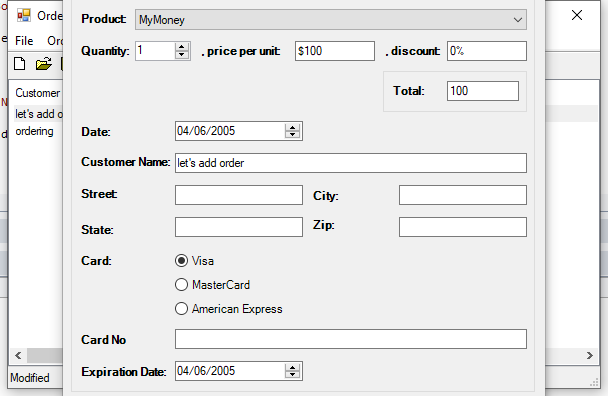 Orde
File Ord
Customer
let's add o
ordering
Modified
Product: MyMoney
Quantity: 1 , price per unit: $100 , discount: 0%
Total: 100
Date: 04/06/2005
Customer Name: let's add order
Street: City:
State: Zip:
Card: Visa
MasterCard
American Express
Card No
Expiration Date: 04/06/2005